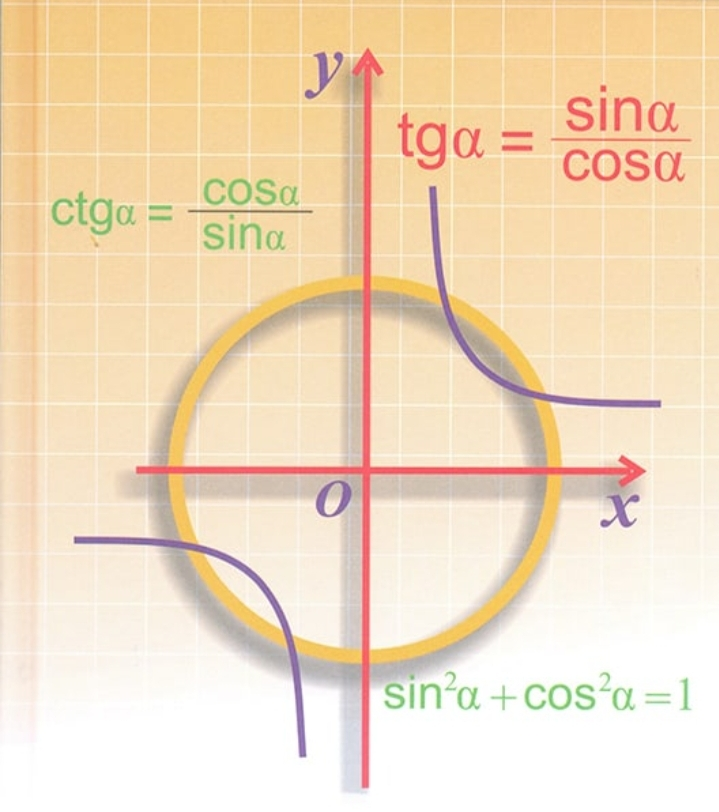 y
tgα = sinα/cosα
ctgα = cosα/sinα
O
x
sin²α + cos²α = 1